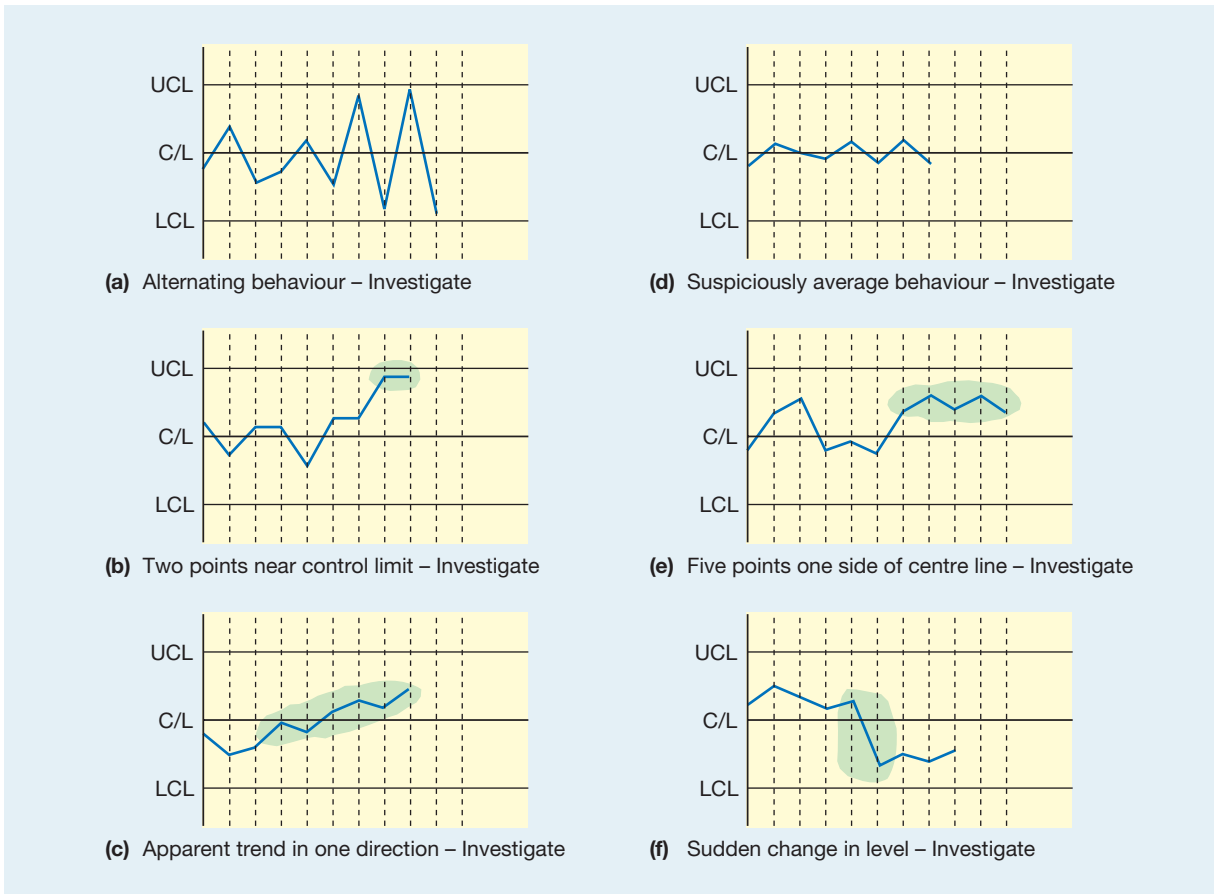 UCL
C/L
LCL
(a) Alternating behaviour – Investigate
UCL
C/L
LCL
(d) Suspiciously average behaviour – Investigate
UCL
C/L
LCL
(b) Two points near control limit – Investigate
UCL
C/L
LCL
(e) Five points one side of centre line – Investigate
UCL
C/L
LCL
(c) Apparent trend in one direction – Investigate
UCL
C/L
LCL
(f) Sudden change in level – Investigate